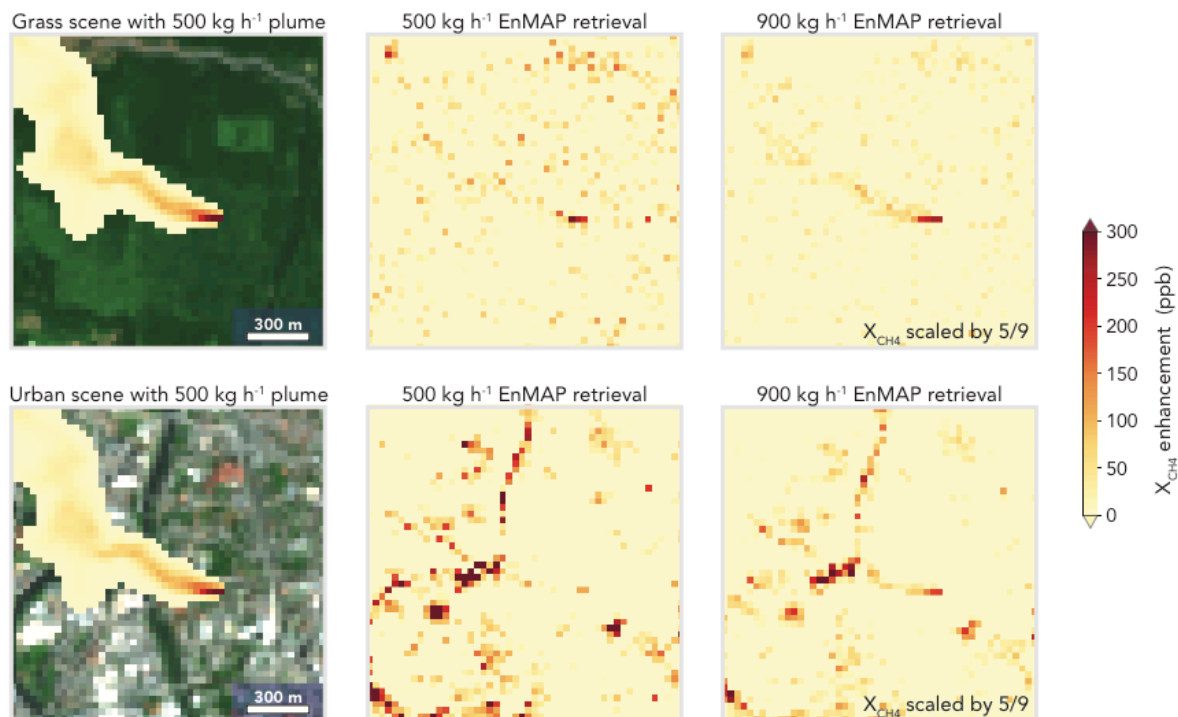 Grass scene with 500 kg h⁻¹ plume
500 kg h⁻¹ EnMAP retrieval
900 kg h⁻¹ EnMAP retrieval
300 m
X_CH4 scaled by 5/9
Urban scene with 500 kg h⁻¹ plume
500 kg h⁻¹ EnMAP retrieval
900 kg h⁻¹ EnMAP retrieval
300 m
X_CH4 scaled by 5/9
300
250
200
150
100
50
0
X_CH4 enhancement (ppb)